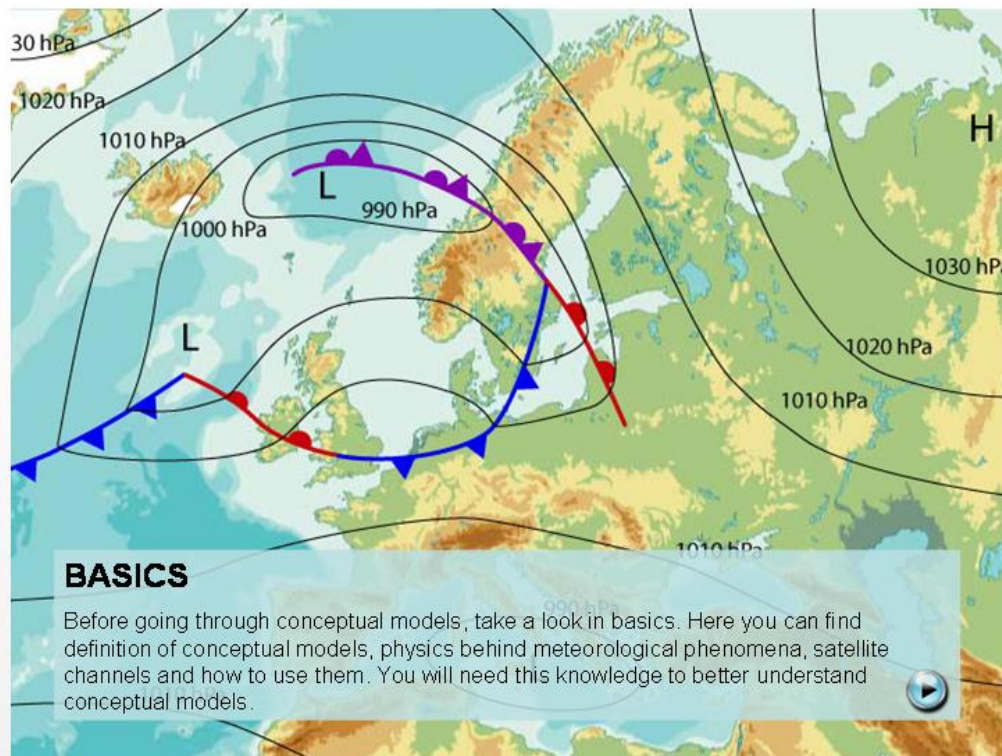 30 hPa
1020 hPa
1010 hPa
H
L
990 hPa
1000 hPa
1030 hPa
L
1020 hPa
1010 hPa
1010 hPa
BASICS
990 hPa
Before going through conceptual models, take a look in basics. Here you can find
definition of conceptual models, physics behind meteorological phenomena, satellite
channels and how to use them. You will need this knowledge to better understand
1010 hPa
conceptual models.